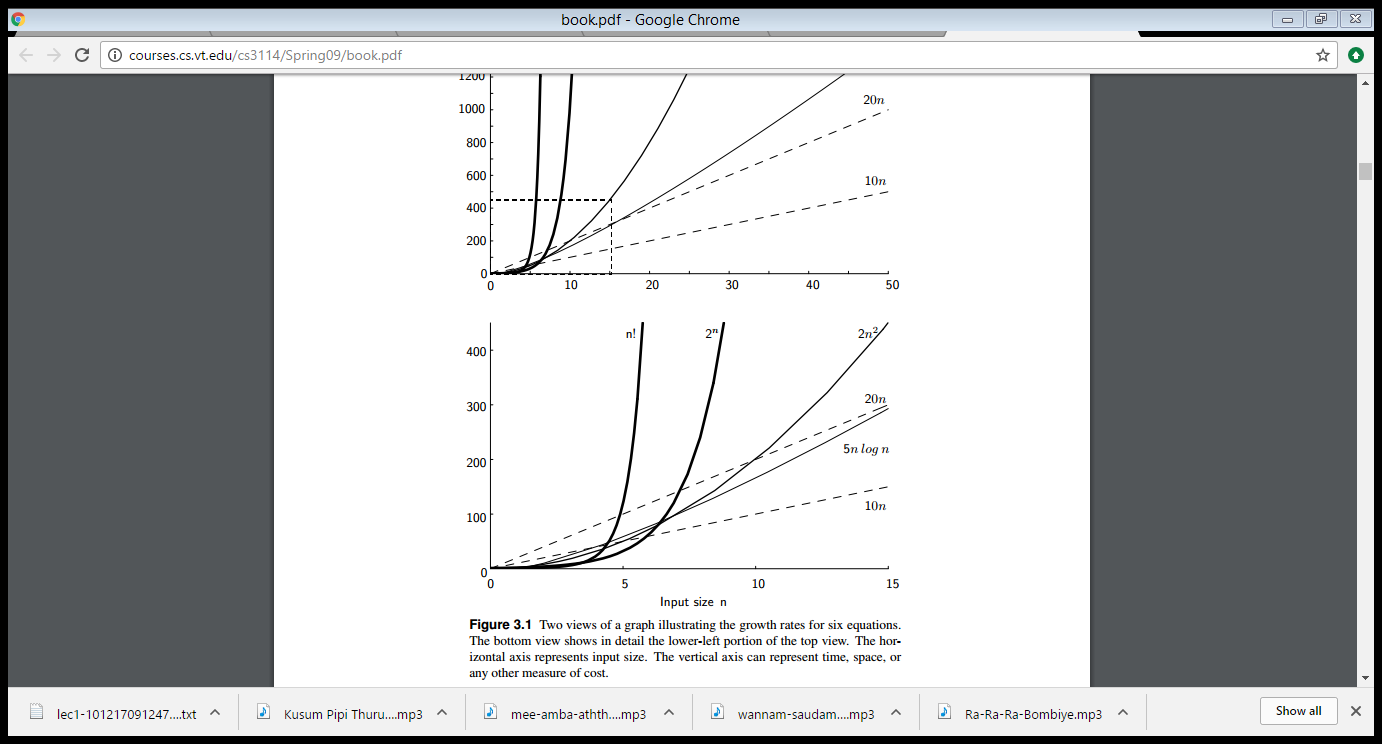 book.pdf - Google Chrome
courses.cs.vt.edu/cs3114/Spring09/book.pdf
1200
1000
800
600
400
200
0
20n
10n
0 10 20 30 40 50
n! 2ⁿ 2n²
400
300
200
100
0
20n
5n log n
10n
0 5 10 15
Input size n
Figure 3.1 Two views of a graph illustrating the growth rates for six equations.
The bottom view shows in detail the lower-left portion of the top view. The hor-
izontal axis represents input size. The vertical axis can represent time, space, or
any other measure of cost.
lec1-101217091247....txt Kusum Pipi Thuru....mp3 mee-amba-athth....mp3 wannam-saudam....mp3 Ra-Ra-Ra-Bombiye.mp3 Show all